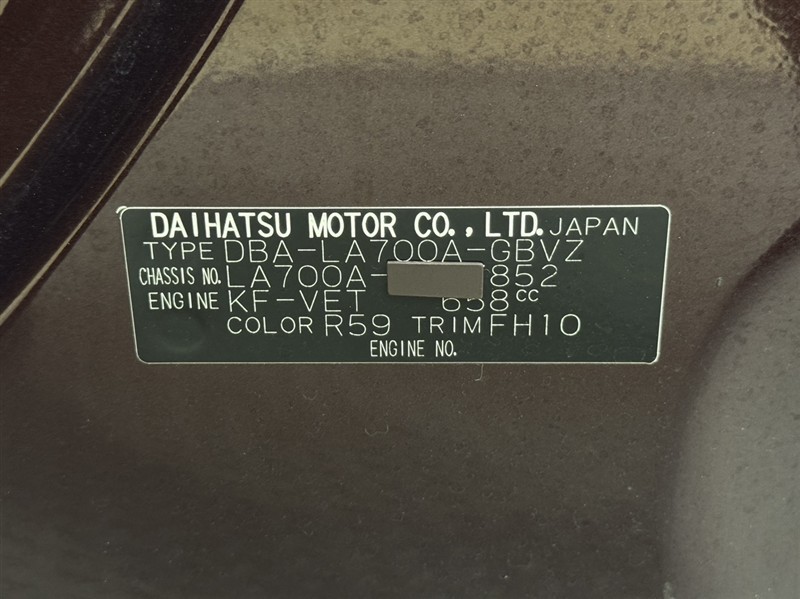 DAIHATSU MOTOR CO., LTD. JAPAN
TYPE DBA-LA700A-GBVZ
CHASSIS NO. LA700A- 852
ENGINE KF-VET 658cc
COLOR R59 TRIM FH10
ENGINE NO.